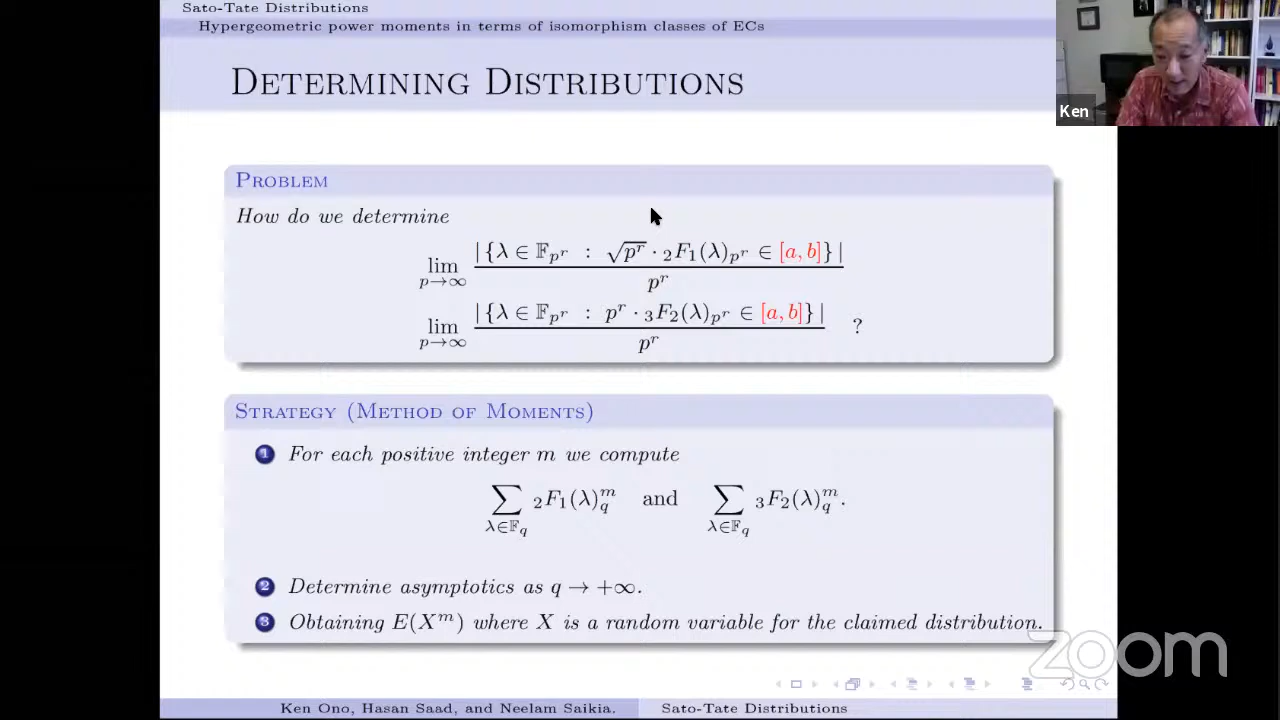 Sato-Tate Distributions
Hypergeometric power moments in terms of isomorphism classes of ECs
Determining Distributions
Ken
Problem
How do we determine
lim_{p→∞} |{λ ∈ 𝔽_{p^r} : √(p^r) · ₂F₁(λ)_{p^r} ∈ [a, b]}| / p^r
lim_{p→∞} |{λ ∈ 𝔽_{p^r} : p^r · ₃F₂(λ)_{p^r} ∈ [a, b]}| / p^r ?
Strategy (Method of Moments)
1 For each positive integer m we compute
∑_{λ∈𝔽_q} ₂F₁(λ)_q^m and ∑_{λ∈𝔽_q} ₃F₂(λ)_q^m.
2 Determine asymptotics as q → +∞.
3 Obtaining E(X^m) where X is a random variable for the claimed distribution.
zoom
Ken Ono, Hasan Saad, and Neelam Saikia. Sato-Tate Distributions